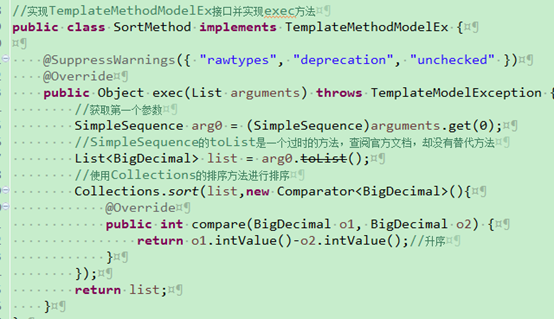 //实现TemplateMethodModelEx接口并实现exec方法
public class SortMethod implements TemplateMethodModelEx {
@SuppressWarnings({ "rawtypes", "deprecation", "unchecked" })
@Override
public Object exec(List arguments) throws TemplateModelException {
//获取第一个参数
SimpleSequence arg0 = (SimpleSequence)arguments.get(0);
//SimpleSequence的toList是一个过时的方法，查阅官方文档，却没有替代方法
List<BigDecimal> list = arg0.toList();
//使用Collections的排序方法进行排序
Collections.sort(list,new Comparator<BigDecimal>(){
@Override
public int compare(BigDecimal o1, BigDecimal o2) {
return o1.intValue()-o2.intValue();//升序
}
});
return list;
}